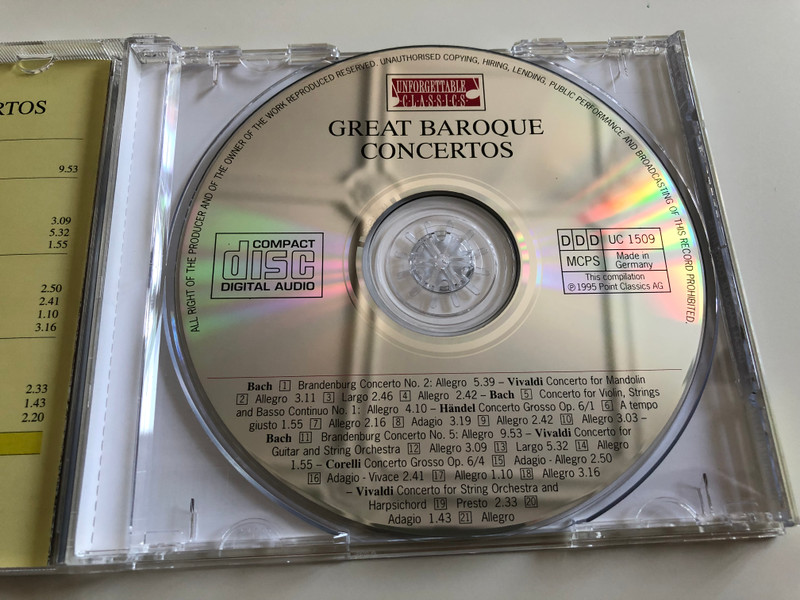 RTOS
9.53
3.09
5.32
1.55
2.50
2.41
1.10
3.16
2.33
1.43
2.20
ALL RIGHT OF THE PRODUCER AND OF THE OWNER OF THE WORK REPRODUCED RESERVED. UNAUTHORISED COPYING, HIRING, LENDING, PUBLIC PERFORMANCE AND BROADCASTING OF THIS RECORD PROHIBITED.
UNFORGETTABLE
CLASSICS
GREAT BAROQUE
CONCERTOS
COMPACT
disc
DIGITAL AUDIO
DDD UC 1509
MCPS Made in
Germany
This compilation
℗1995 Point Classics AG
Bach 1 Brandenburg Concerto No. 2: Allegro 5.39 – Vivaldi Concerto for Mandolin
2 Allegro 3.11 3 Largo 2.46 4 Allegro 2.42 – Bach 5 Concerto for Violin, Strings
and Basso Continuo No. 1: Allegro 4.10 – Händel Concerto Grosso Op. 6/1 6 A tempo
giusto 1.55 7 Allegro 2.16 8 Adagio 3.19 9 Allegro 2.42 10 Allegro 3.03 –
Bach 11 Brandenburg Concerto No. 5: Allegro 9.53 – Vivaldi Concerto for
Guitar and String Orchestra 12 Allegro 3.09 13 Largo 5.32 14 Allegro
1.55 – Corelli Concerto Grosso Op. 6/4 15 Adagio - Allegro 2.50
16 Adagio - Vivace 2.41 17 Allegro 1.10 18 Allegro 3.16
– Vivaldi Concerto for String Orchestra and
Harpsichord 19 Presto 2.33 20
Adagio 1.43 21 Allegro